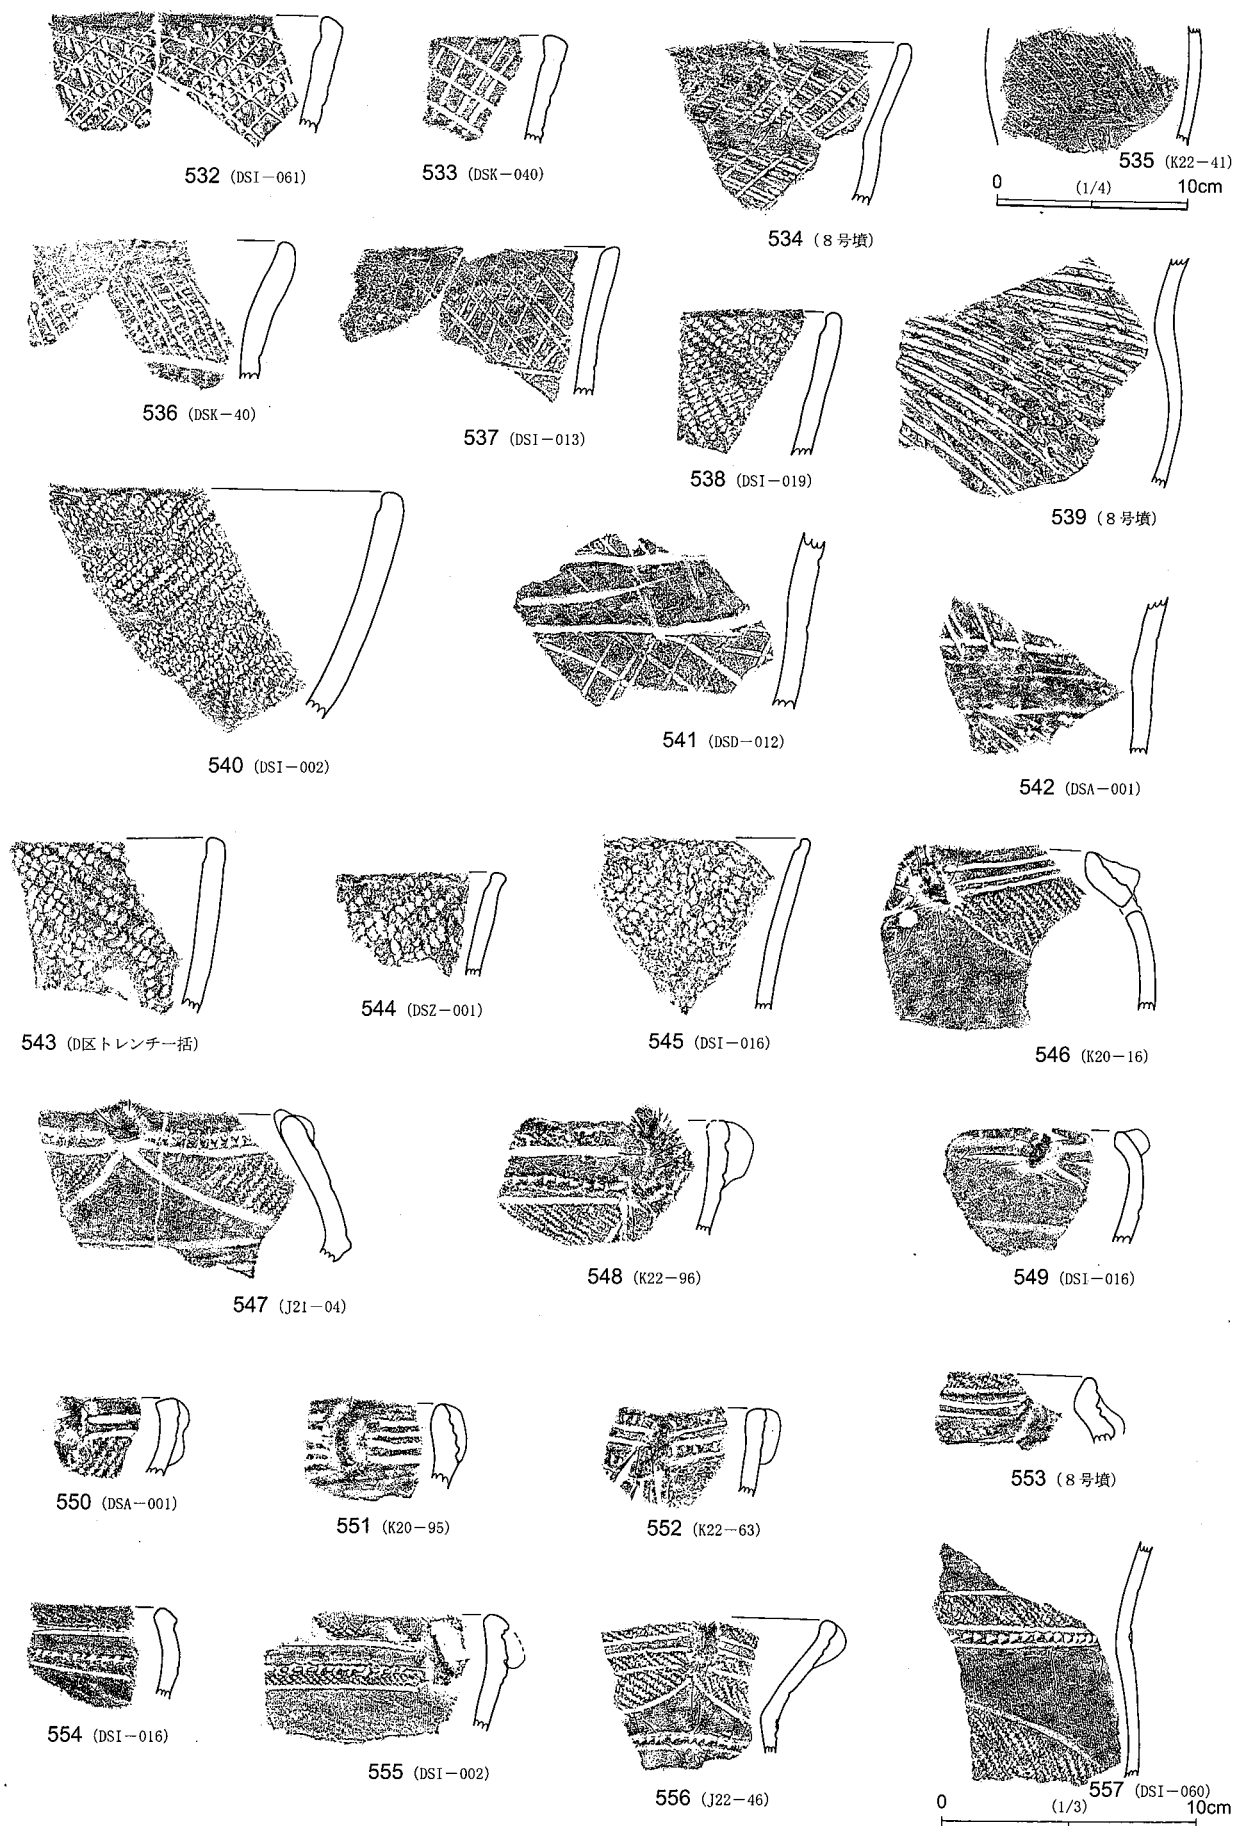 532 (DSI-061)
533 (DSK-040)
534 (8号墳)
535 (K22-41)
0 (1/4) 10cm
536 (DSK-40)
537 (DSI-013)
538 (DSI-019)
539 (8号墳)
540 (DSI-002)
541 (DSD-012)
542 (DSA-001)
543 (D区トレンチ一括)
544 (DSZ-001)
545 (DSI-016)
546 (K20-16)
547 (J21-04)
548 (K22-96)
549 (DSI-016)
550 (DSA-001)
551 (K20-95)
552 (K22-63)
553 (8号墳)
554 (DSI-016)
555 (DSI-002)
556 (J22-46)
557 (DSI-060)
0 (1/3) 10cm